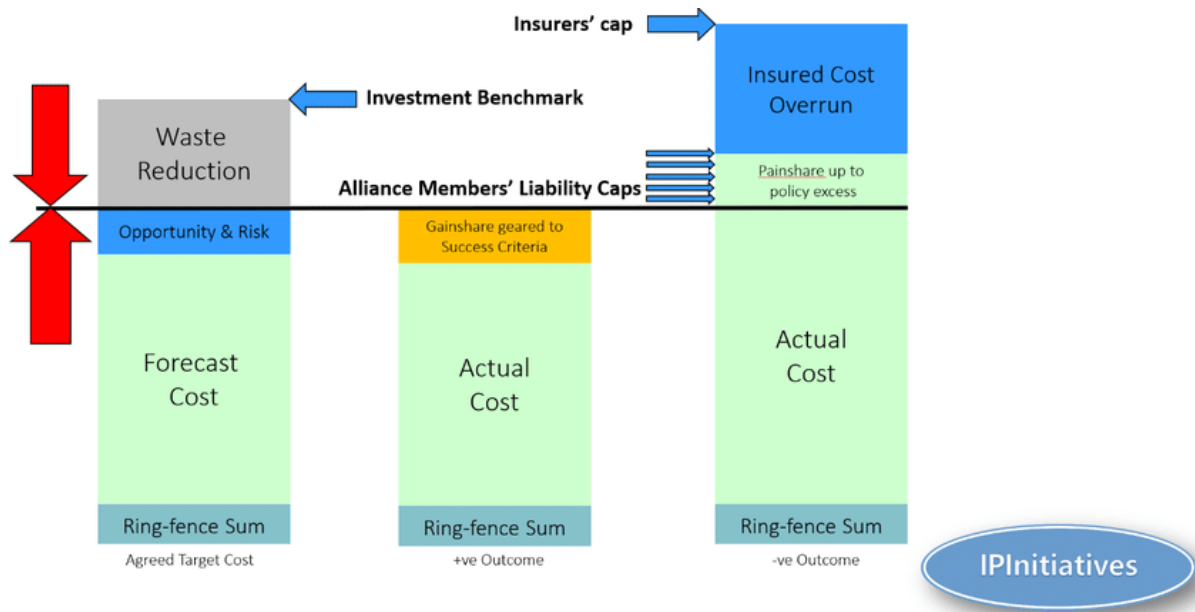 Insurers’ cap
Insured Cost
Overrun
Investment Benchmark
Waste
Reduction
Painshare up to
policy excess
Alliance Members’ Liability Caps
Opportunity & Risk
Gainshare geared to
Success Criteria
Forecast
Cost
Actual
Cost
Actual
Cost
Ring-fence Sum
Ring-fence Sum
Ring-fence Sum
Agreed Target Cost
+ve Outcome
-ve Outcome
IPInitiatives